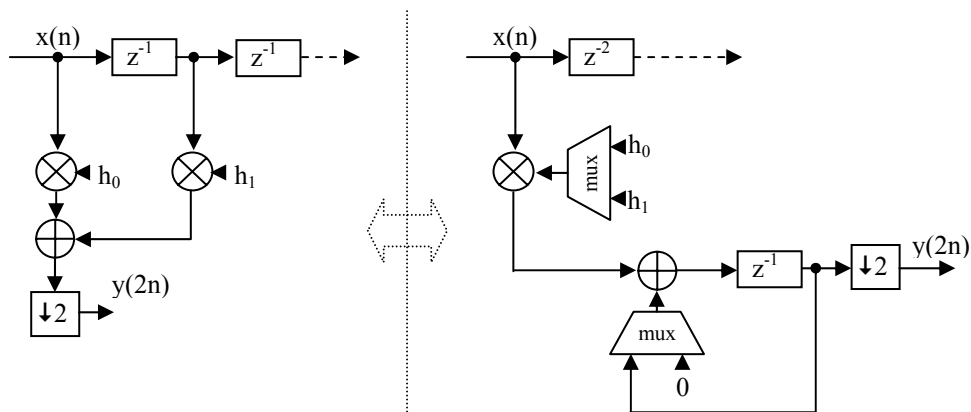 x(n)
z⁻¹
z⁻¹
h₀
h₁
↓2
y(2n)
x(n)
z⁻²
mux
h₀
h₁
z⁻¹
↓2
y(2n)
mux
0